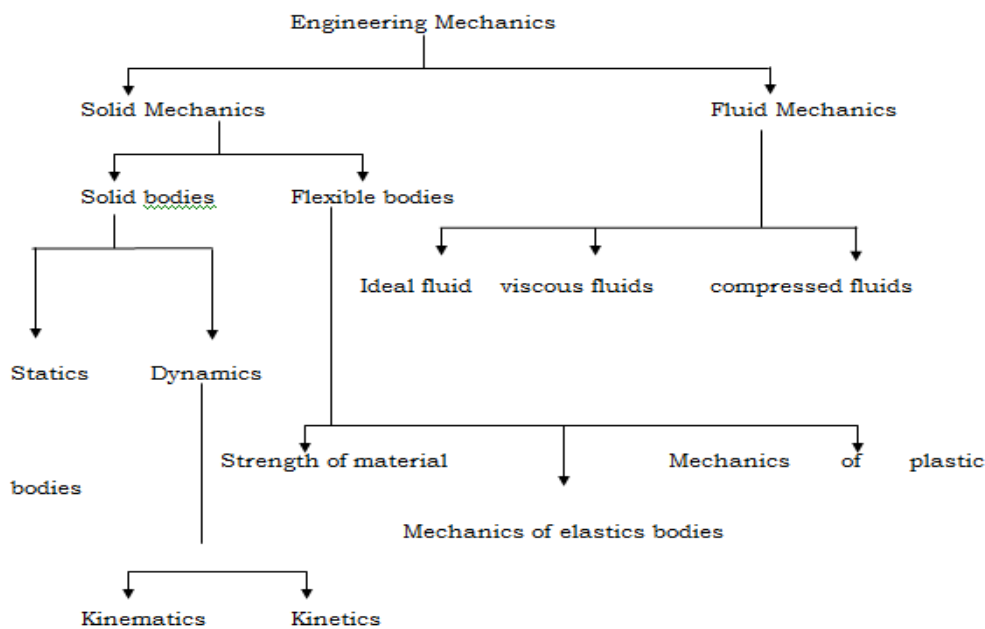 Engineering Mechanics
Solid Mechanics Fluid Mechanics
Solid bodies Flexible bodies
Ideal fluid viscous fluids compressed fluids
Statics Dynamics
Strength of material Mechanics of plastic
bodies
Mechanics of elastics bodies
Kinematics Kinetics